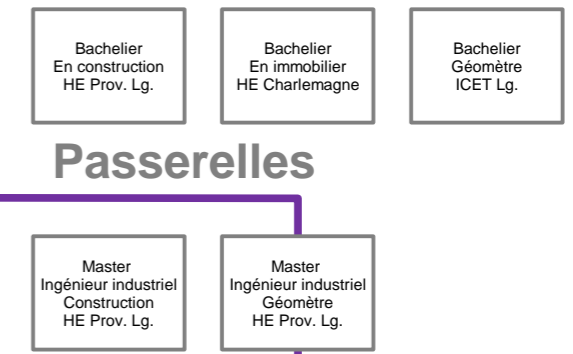 Bachelier
En construction
HE Prov. Lg.
Bachelier
En immobilier
HE Charlemagne
Bachelier
Géomètre
ICET Lg.
Passerelles
Master
Ingénieur industriel
Construction
HE Prov. Lg.
Master
Ingénieur industriel
Géomètre
HE Prov. Lg.